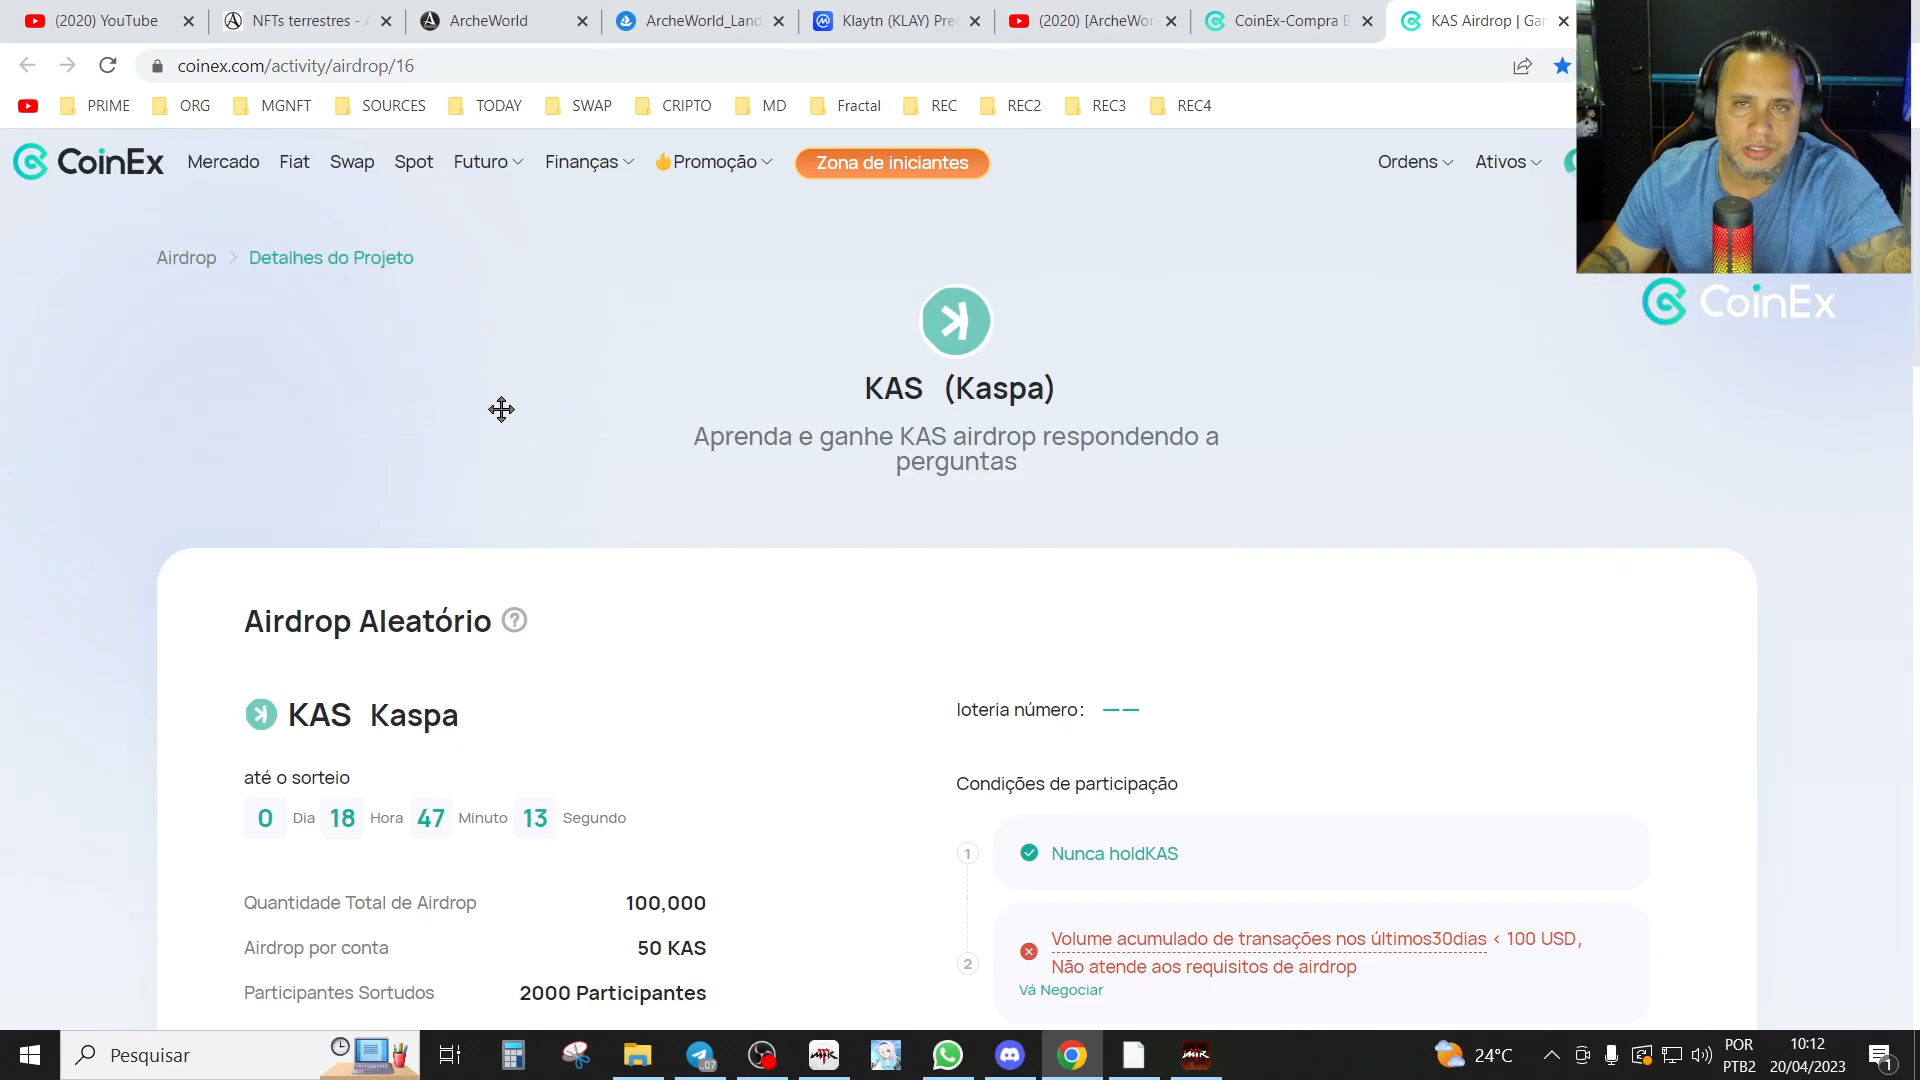 (2020) YouTube
NFTs terrestres - A
ArcheWorld
ArcheWorld_Land
Klaytn (KLAY) Pre
(2020) [ArcheWor
CoinEx-Compra B
KAS Airdrop | Gan
coinex.com/activity/airdrop/16
PRIME
ORG
MGNFT
SOURCES
TODAY
SWAP
CRIPTO
MD
Fractal
REC
REC2
REC3
REC4
CoinEx
Mercado
Fiat
Swap
Spot
Futuro
Finanças
Promoção
Zona de iniciantes
Ordens
Ativos
CoinEx
Airdrop
Detalhes do Projeto
KAS (Kaspa)
Aprenda e ganhe KAS airdrop respondendo a
perguntas
Airdrop Aleatório ?
KAS Kaspa
até o sorteio
0 Dia 18 Hora 47 Minuto 13 Segundo
Quantidade Total de Airdrop 100,000
Airdrop por conta 50 KAS
Participantes Sortudos 2000 Participantes
loteria número: ——
Condições de participação
1
Nunca holdKAS
2
Volume acumulado de transações nos últimos30dias < 100 USD,
Não atende aos requisitos de airdrop
Vá Negociar
Pesquisar
24°C
POR
PTB2
10:12
20/04/2023
1